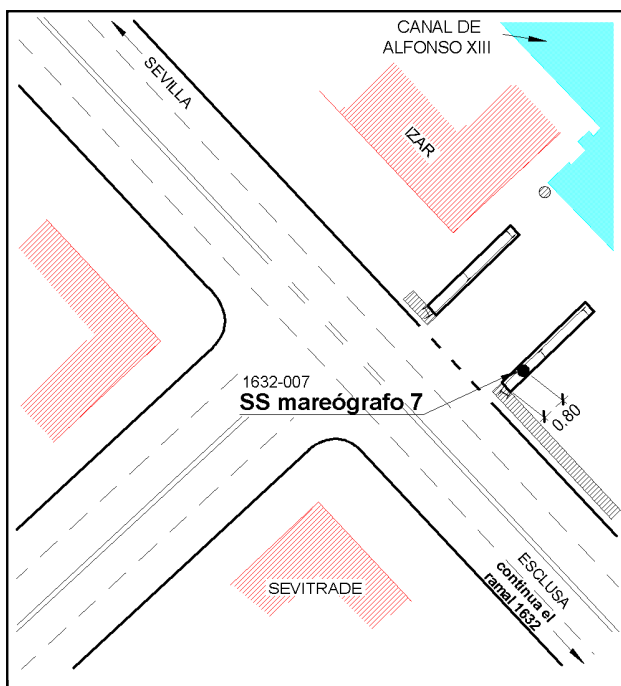 CANAL DE
ALFONSO XIII
SEVILLA
IZAR
1632-007
SS mareógrafo 7
0.80
SEVITRADE
ESCLUSA
continua el
ramal 1632